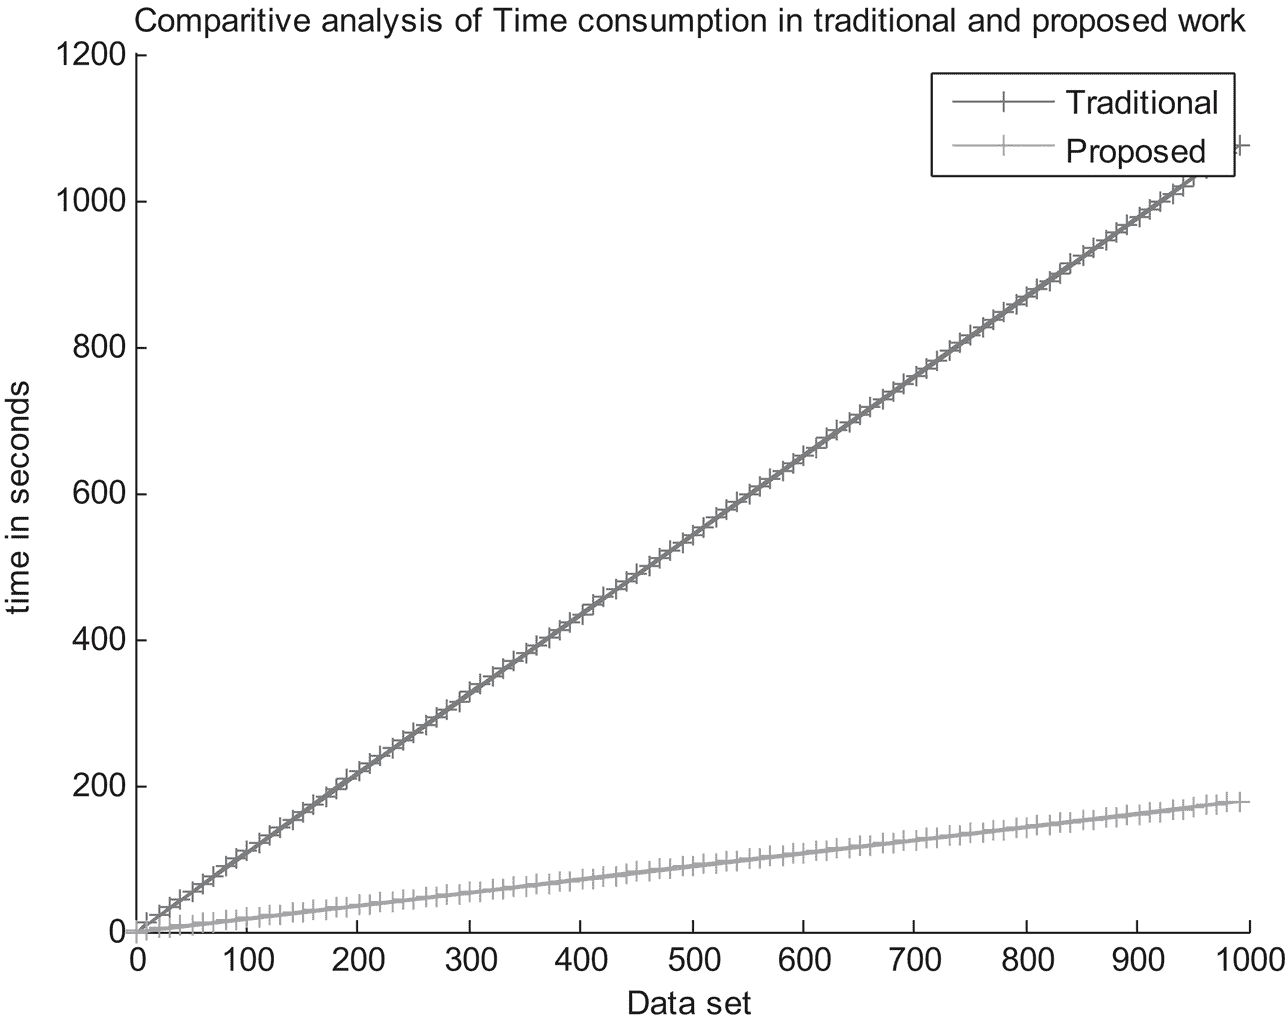 Comparitive analysis of Time consumption in traditional and proposed work
1200
1000
800
600
400
200
0
time in seconds
Traditional
Proposed
0 100 200 300 400 500 600 700 800 900 1000
Data set